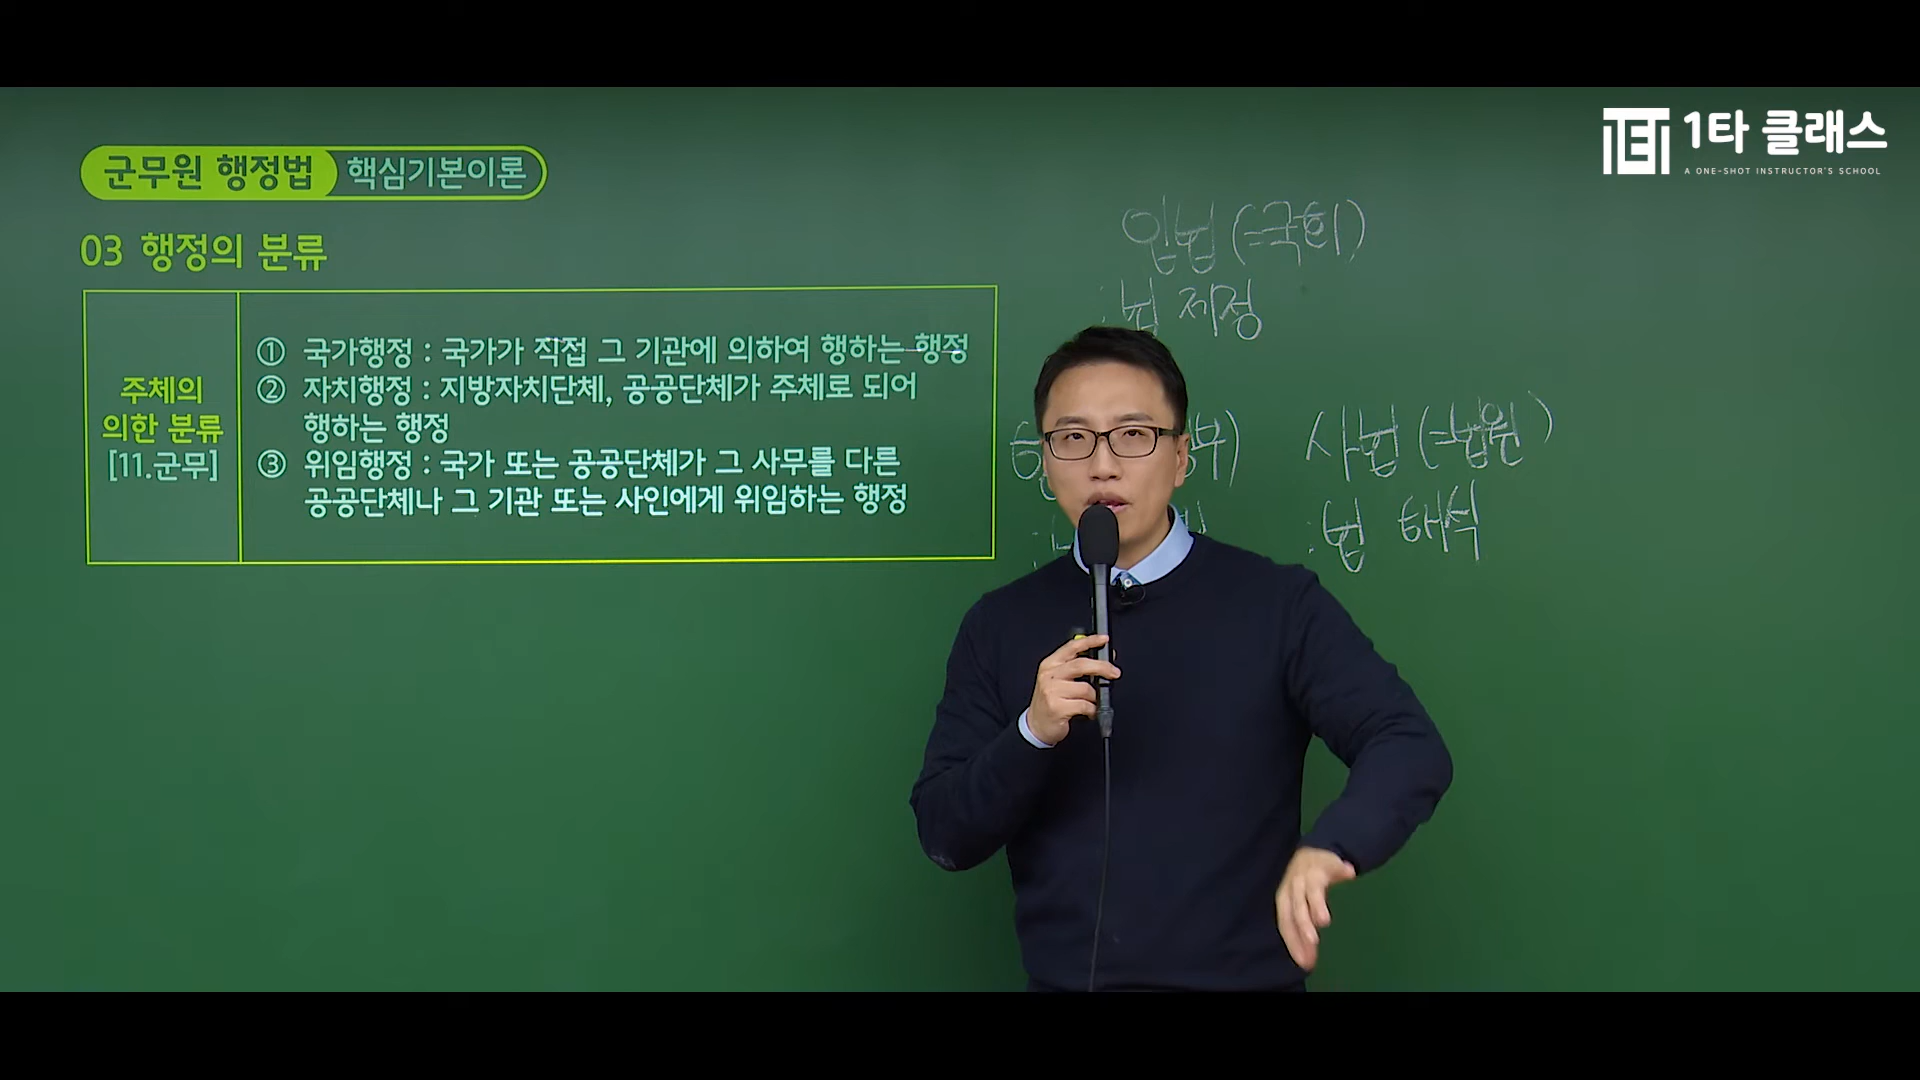 1타 클래스
A ONE-SHOT INSTRUCTOR'S SCHOOL
군무원 행정법 핵심기본이론
03 행정의 분류
주체의
의한 분류
[11.군무]
① 국가행정 : 국가가 직접 그 기관에 의하여 행하는 행정
② 자치행정 : 지방자치단체, 공공단체가 주체로 되어
행하는 행정
③ 위임행정 : 국가 또는 공공단체가 그 사무를 다른
공공단체나 그 기관 또는 사인에게 위임하는 행정
입법 (=국회)
: 법 제정
사법 (=법원)
: 법 해석